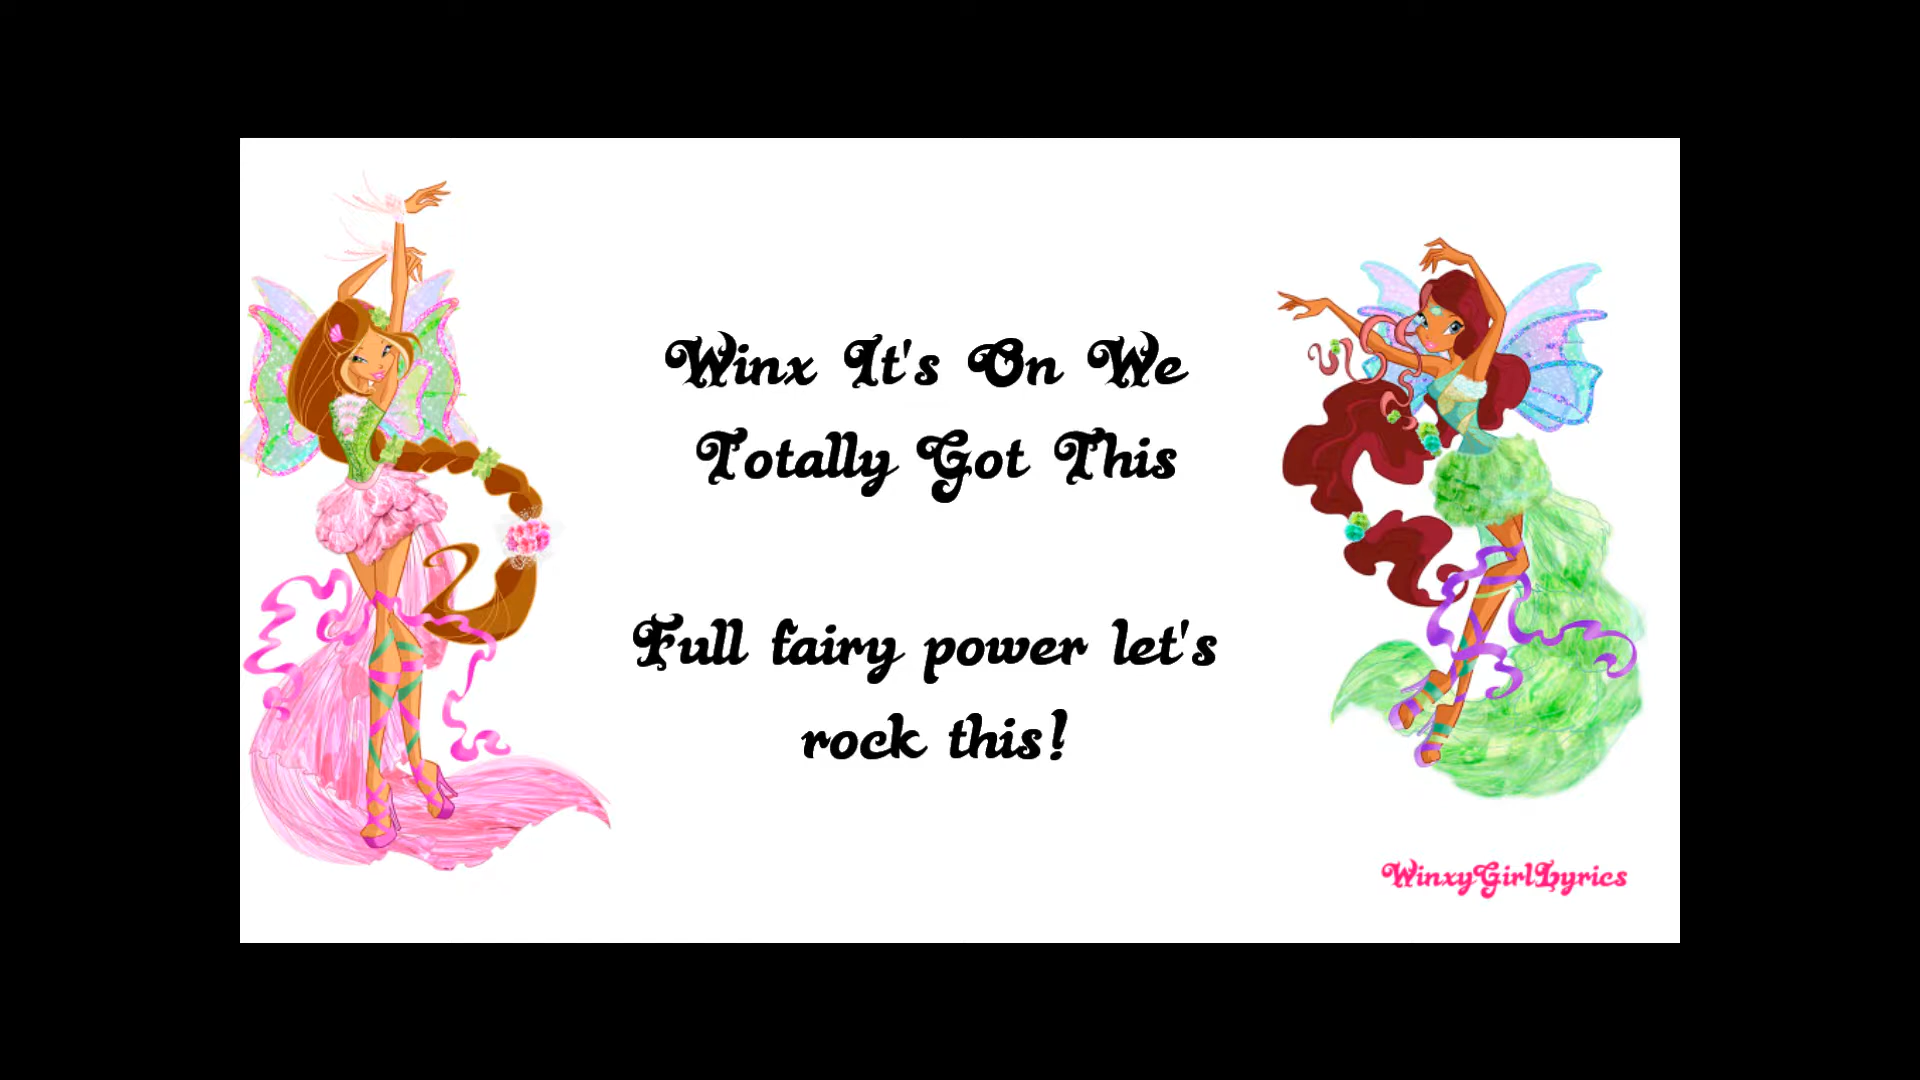 Winx It's On We
Totally Got This
Full fairy power let's
rock this!
WinxyGirlLyrics